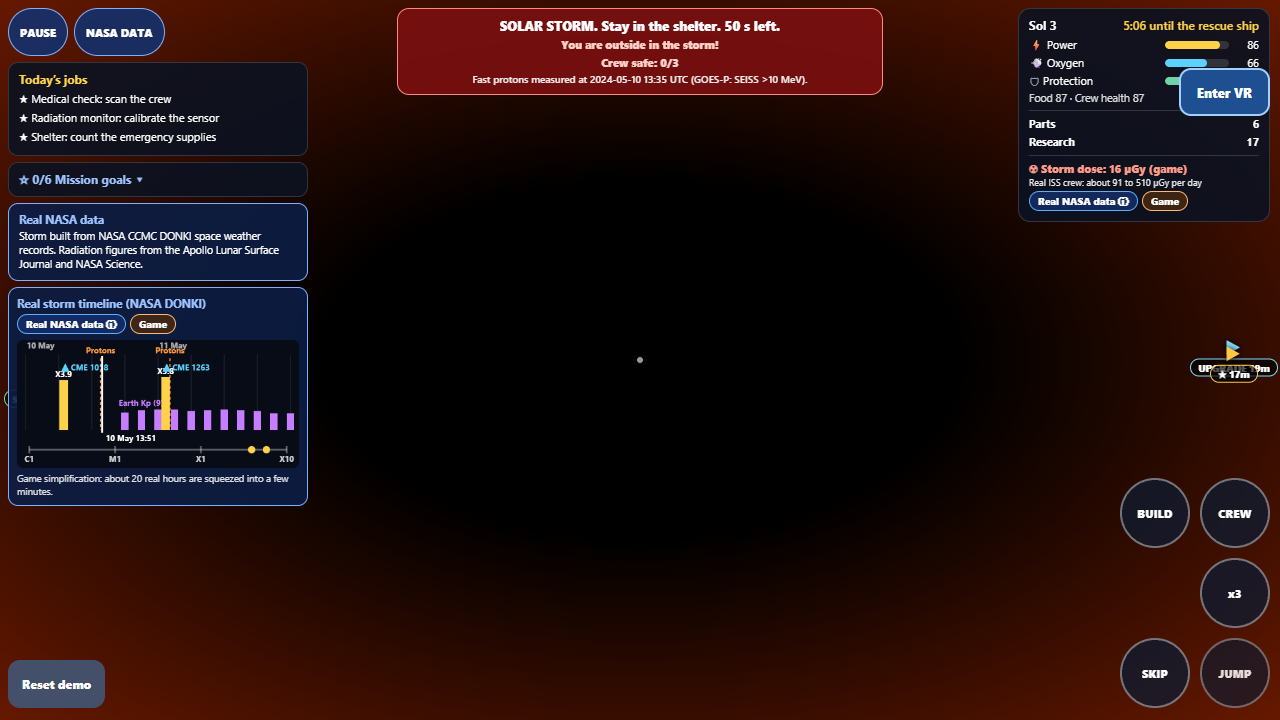 PAUSE
NASA DATA
Today's jobs
★ Medical check: scan the crew
★ Radiation monitor: calibrate the sensor
★ Shelter: count the emergency supplies
☆ 0/6 Mission goals ▼
Real NASA data
Storm built from NASA CCMC DONKI space weather
records. Radiation figures from the Apollo Lunar Surface
Journal and NASA Science.
Real storm timeline (NASA DONKI)
Real NASA data ⓘ
Game
10 May
11 May
Protons
Protons
CME 1263
X3.9
Earth Kp (9
10 May 13:51
C1
M1
X1
X10
Game simplification: about 20 real hours are squeezed into a few
minutes.
Reset demo
SOLAR STORM. Stay in the shelter. 50 s left.
You are outside in the storm!
Crew safe: 0/3
Fast protons measured at 2024-05-10 13:35 UTC (GOES-P: SEISS >10 MeV).
Sol 3
5:06 until the rescue ship
Power 86
Oxygen 66
Protection
Enter VR
Food 87 · Crew health 87
Parts 6
Research 17
☢ Storm dose: 16 µGy (game)
Real ISS crew: about 91 to 510 µGy per day
Real NASA data ⓘ
Game
★ 17m
BUILD
CREW
x3
SKIP
JUMP